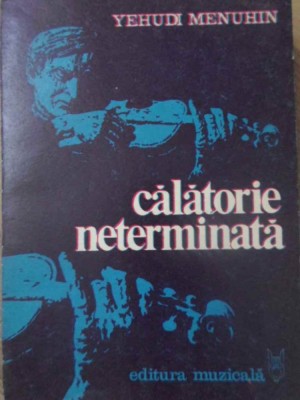 YEHUDI MENUHIN
călătorie
neterminată
editura muzicală